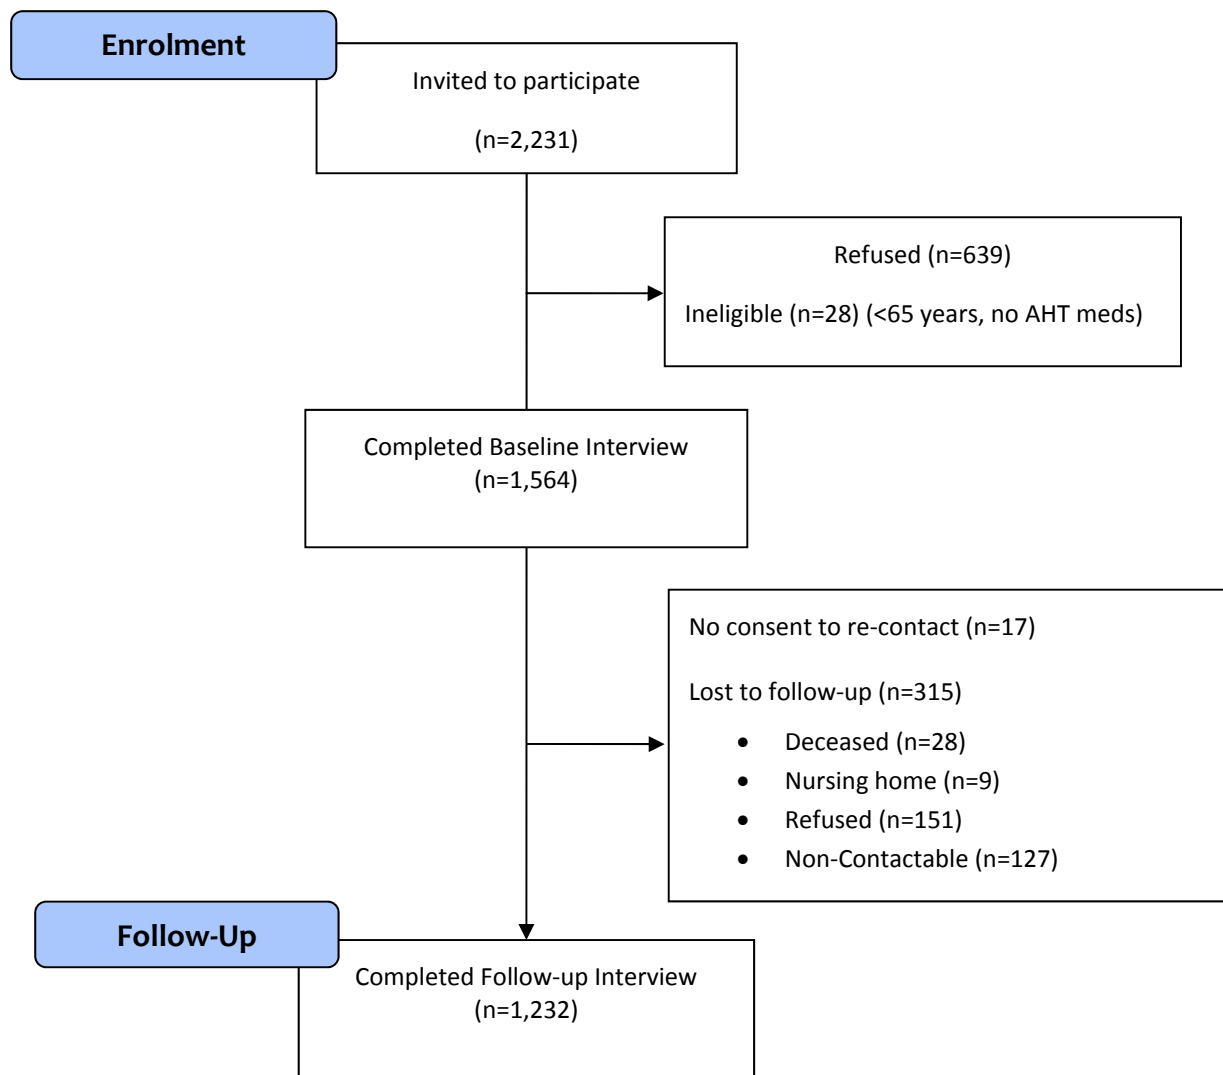 Enrolment
Invited to participate
(n=2,231)
Refused (n=639)
Ineligible (n=28) (<65 years, no AHT meds)
Completed Baseline Interview
(n=1,564)
No consent to re-contact (n=17)
Lost to follow-up (n=315)
• Deceased (n=28)
• Nursing home (n=9)
• Refused (n=151)
• Non-Contactable (n=127)
Follow-Up
Completed Follow-up Interview
(n=1,232)